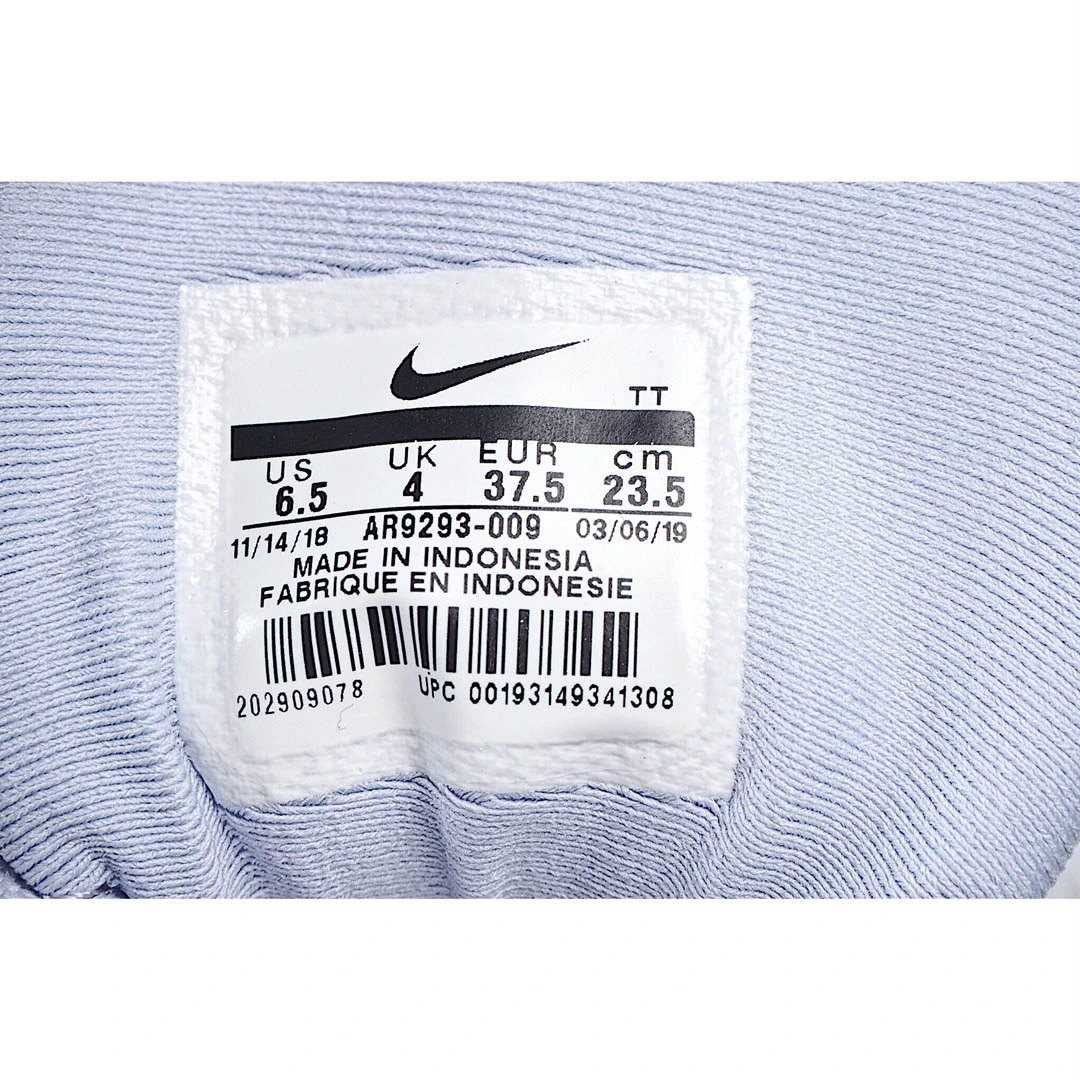 TT
US UK EUR cm
6.5 4 37.5 23.5
11/14/18 AR9293-009 03/06/19
MADE IN INDONESIA
FABRIQUE EN INDONESIE
202909078 UPC 00193149341308